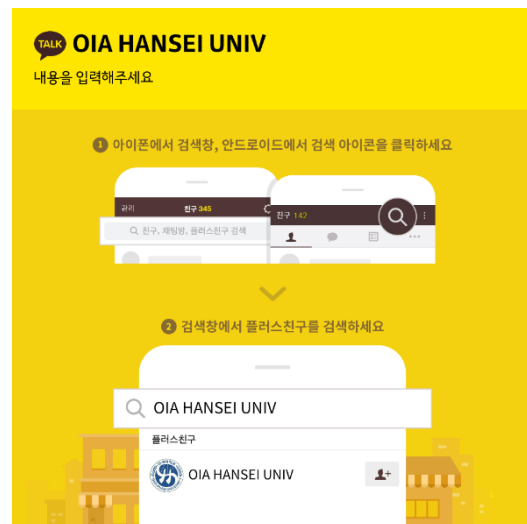 TALK OIA HANSEI UNIV
내용을 입력해주세요
1 아이폰에서 검색창, 안드로이드에서 검색 아이콘을 클릭하세요
관리 친구 345
친구, 채팅방, 플러스친구 검색
친구 142
2 검색창에서 플러스친구를 검색하세요
OIA HANSEI UNIV
플러스친구
OIA HANSEI UNIV